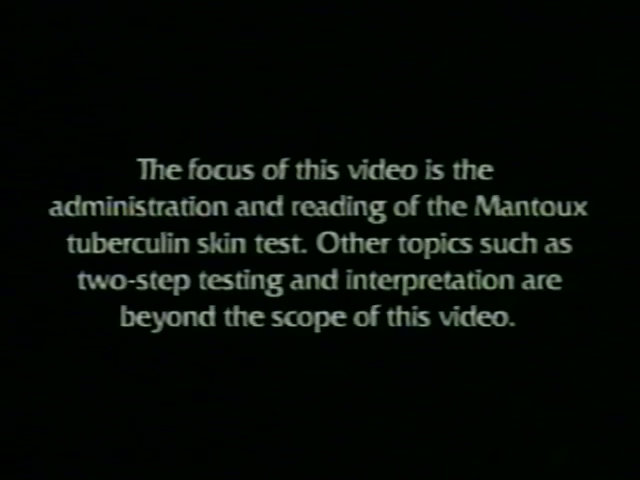 The focus of this video is the
administration and reading of the Mantoux
tuberculin skin test. Other topics such as
two-step testing and interpretation are
beyond the scope of this video.